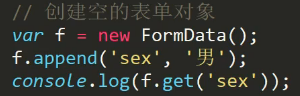 // 创建空的表单对象
var f = new FormData();
f.append('sex', '男');
console.log(f.get('sex'));